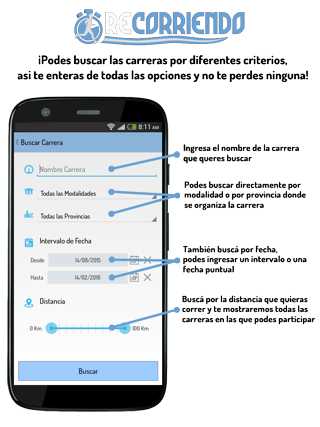 RECORRIENDO
¡Podes buscar las carreras por diferentes criterios,
asi te enteras de todas las opciones y no te perdes ninguna!
8:11 AM
Buscar Carrera
Nombre Carrera
Ingresa el nombre de la carrera
que queres buscar
Todas las Modalidades
Todas las Provincias
Podes buscar directamente por
modalidad o por provincia donde
se organiza la carrera
Intervalo de Fecha
Desde 14/08/2015
Hasta 14/02/2016
También buscá por fecha,
podes ingresar un intervalo o una
fecha puntual
Distancia
0 Km 100 Km
Buscá por la distancia que quieras
correr y te mostraremos todas las
carreras en las que podes participar
Buscar